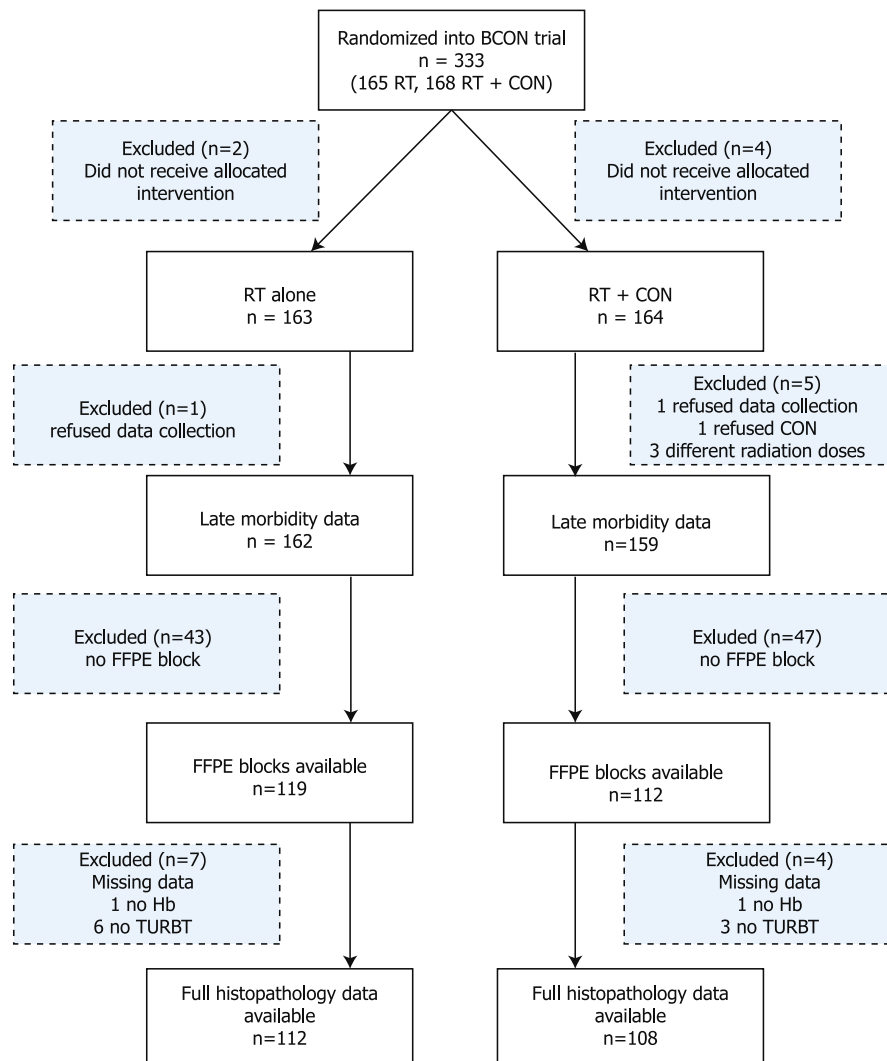 Randomized into BCON trial
n = 333
(165 RT, 168 RT + CON)
Excluded (n=2)
Did not receive allocated
intervention
Excluded (n=4)
Did not receive allocated
intervention
RT alone
n = 163
RT + CON
n = 164
Excluded (n=1)
refused data collection
Excluded (n=5)
1 refused data collection
1 refused CON
3 different radiation doses
Late morbidity data
n = 162
Late morbidity data
n=159
Excluded (n=43)
no FFPE block
Exluded (n=47)
no FFPE block
FFPE blocks available
n=119
FFPE blocks available
n=112
Excluded (n=7)
Missing data
1 no Hb
6 no TURBT
Excluded (n=4)
Missing data
1 no Hb
3 no TURBT
Full histopathology data
available
n=112
Full histopathology data
available
n=108